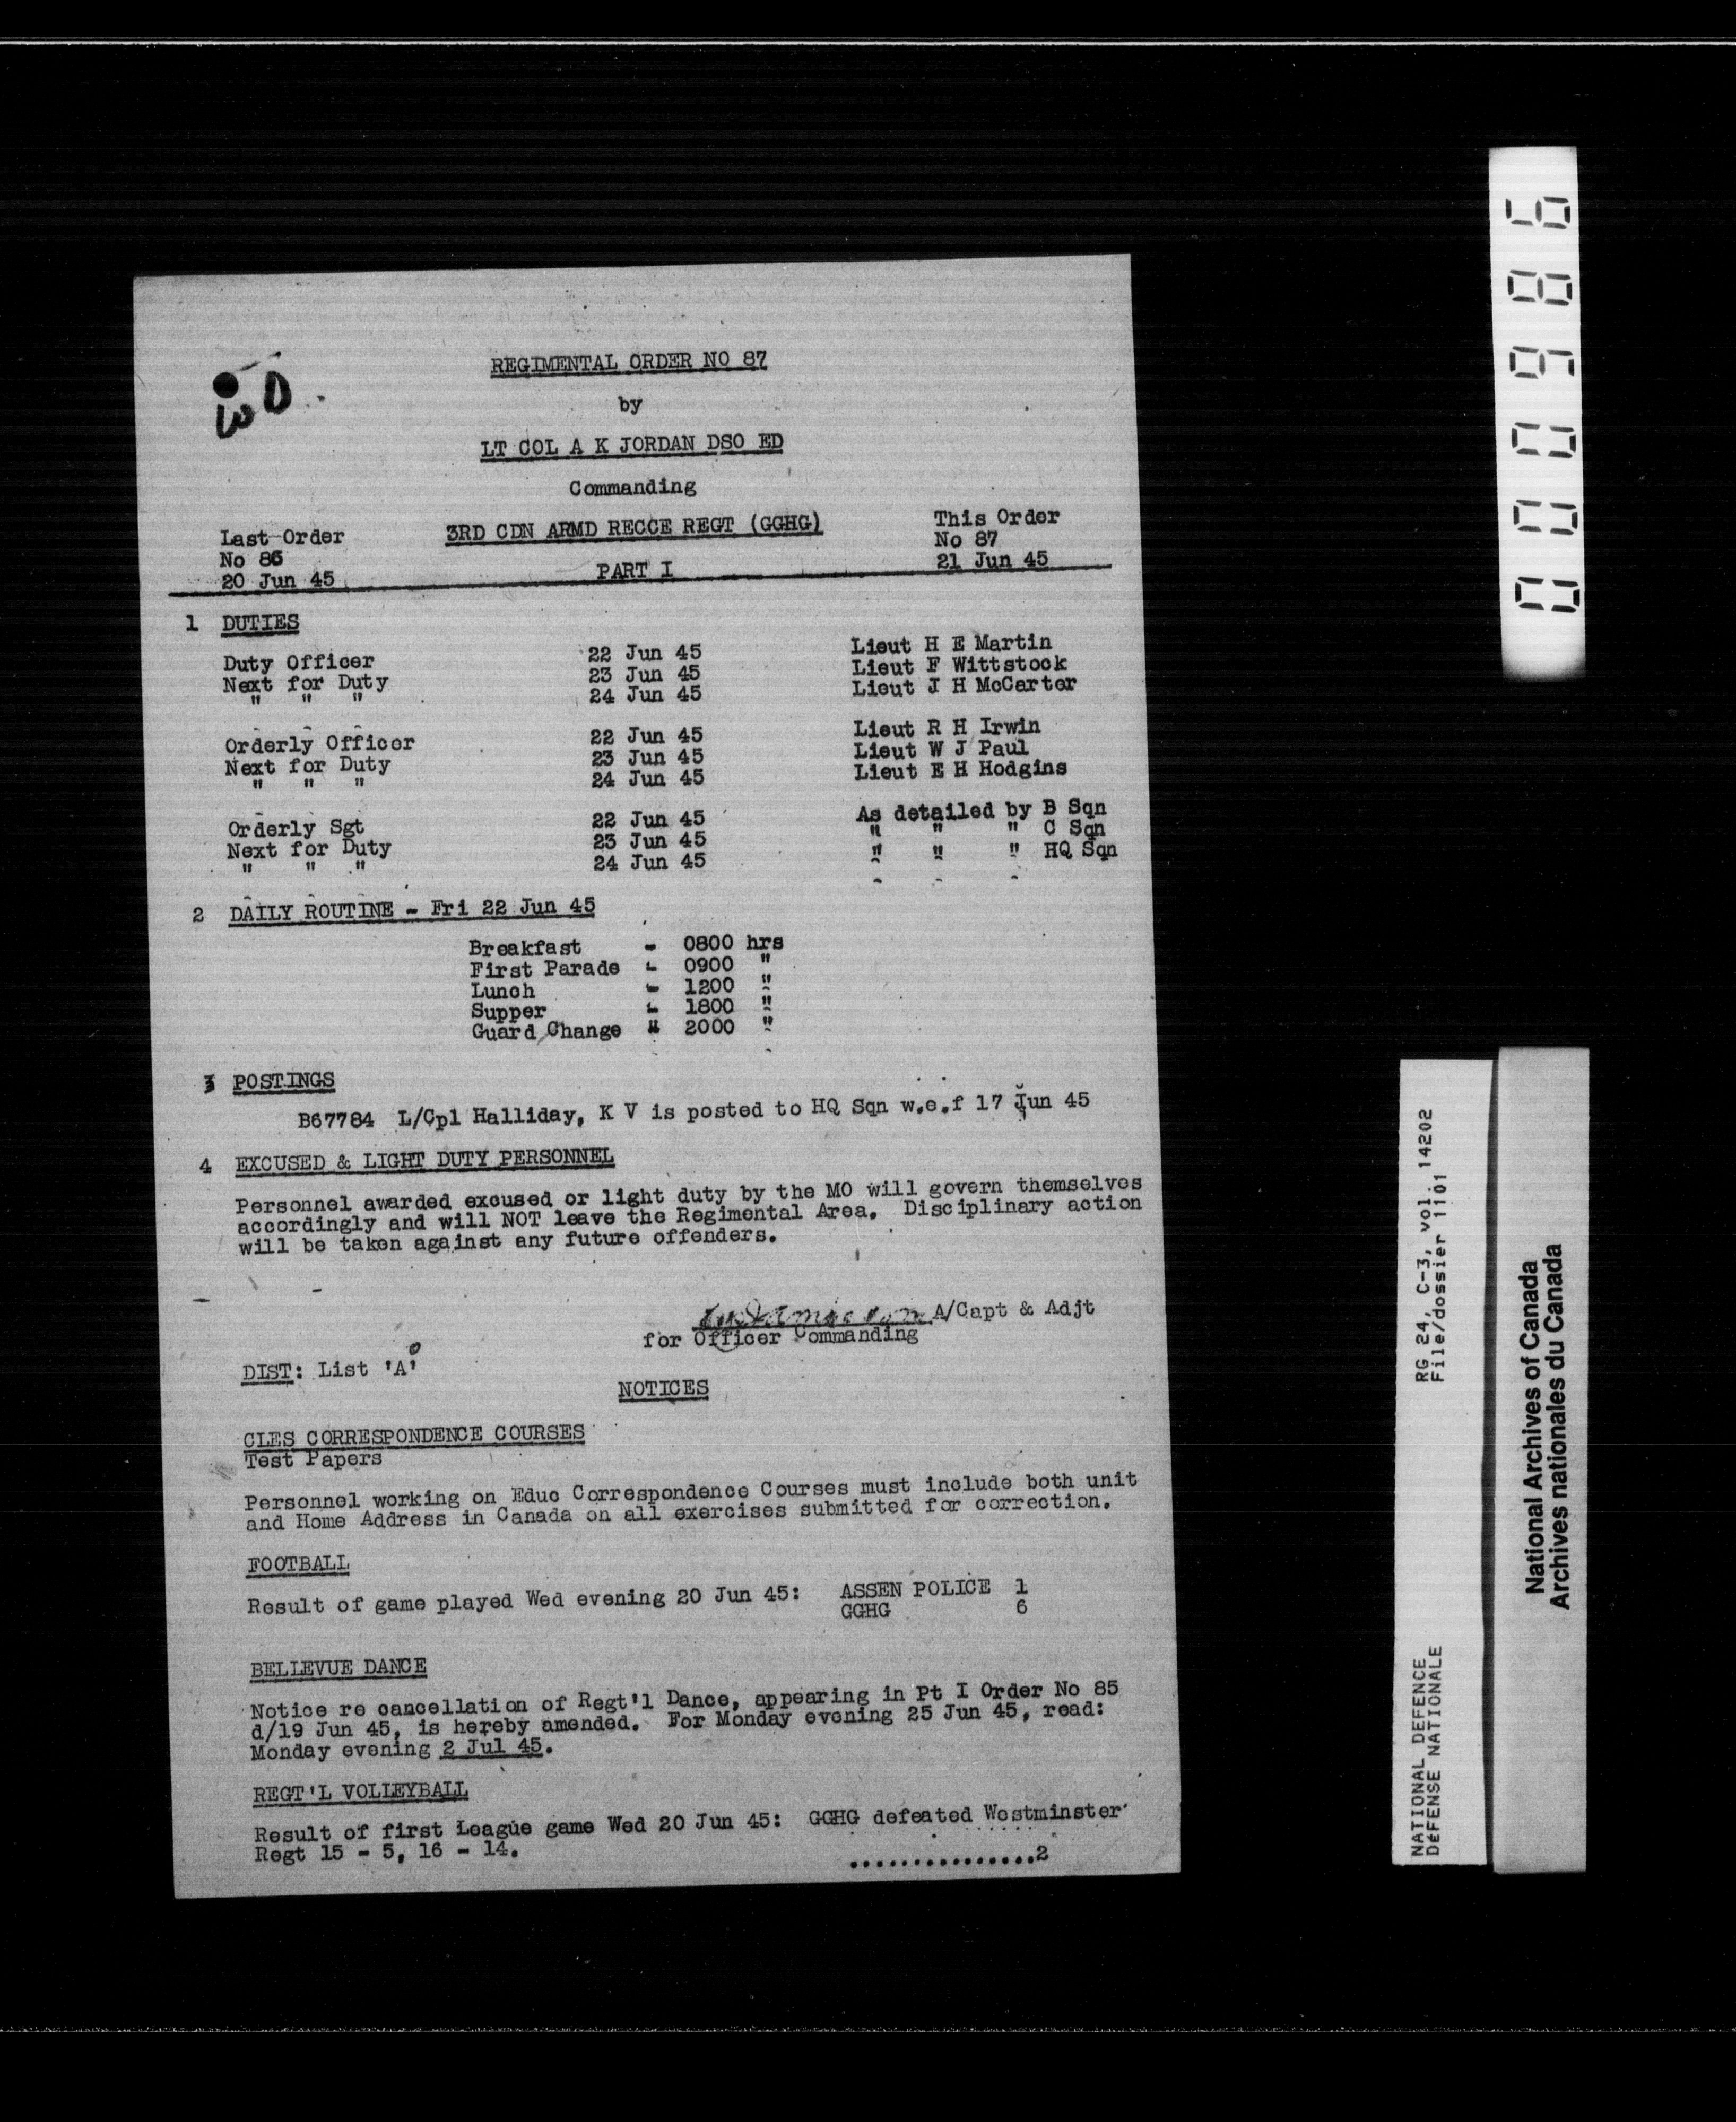 WD
REGIMENTAL ORDER NO 87
by
LT COL A K JORDAN DSO ED
Commanding
Last Order 3RD CDN ARMD RECCE REGT (GGHG) This Order
No 86 No 87
20 Jun 45 PART I 21 Jun 45
1 DUTIES
Duty Officer 22 Jun 45 Lieut H E Martin
Next for Duty 23 Jun 45 Lieut F Wittstock
" " " 24 Jun 45 Lieut J H McCarter
Orderly Officer 22 Jun 45 Lieut R H Irwin
Next for Duty 23 Jun 45 Lieut W J Paul
" " " 24 Jun 45 Lieut E H Hodgins
Orderly Sgt 22 Jun 45 As detailed by B Sqn
Next for Duty 23 Jun 45 " " " C Sqn
" " " 24 Jun 45 " " " HQ Sqn
2 DAILY ROUTINE - Fri 22 Jun 45
Breakfast - 0800 hrs
First Parade - 0900 "
Lunch - 1200 "
Supper - 1800 "
Guard Change " 2000 "
3 POSTINGS
B67784 L/Cpl Halliday, K V is posted to HQ Sqn w.e.f 17 Jun 45
4 EXCUSED & LIGHT DUTY PERSONNEL
Personnel awarded excused or light duty by the MO will govern themselves
accordingly and will NOT leave the Regimental Area. Disciplinary action
will be taken against any future offenders.
A/Capt & Adjt
for Officer Commanding
DIST: List 'A'
NOTICES
CLES CORRESPONDENCE COURSES
Test Papers
Personnel working on Educ Correspondence Courses must include both unit
and Home Address in Canada on all exercises submitted for correction.
FOOTBALL
Result of game played Wed evening 20 Jun 45: ASSEN POLICE 1
GGHG 6
BELLEVUE DANCE
Notice re cancellation of Regt'l Dance, appearing in Pt I Order No 85
d/19 Jun 45, is hereby amended. For Monday evening 25 Jun 45, read:
Monday evening 2 Jul 45.
REGT'L VOLLEYBALL
Result of first League game Wed 20 Jun 45: GGHG defeated Westminster
Regt 15 - 5, 16 - 14.
...............2
000986
NATIONAL DEFENCE RG 24, C-3, vol. 14202
DéFENSE NATIONALE File/dossier 1101
National Archives of Canada
Archives nationales du Canada